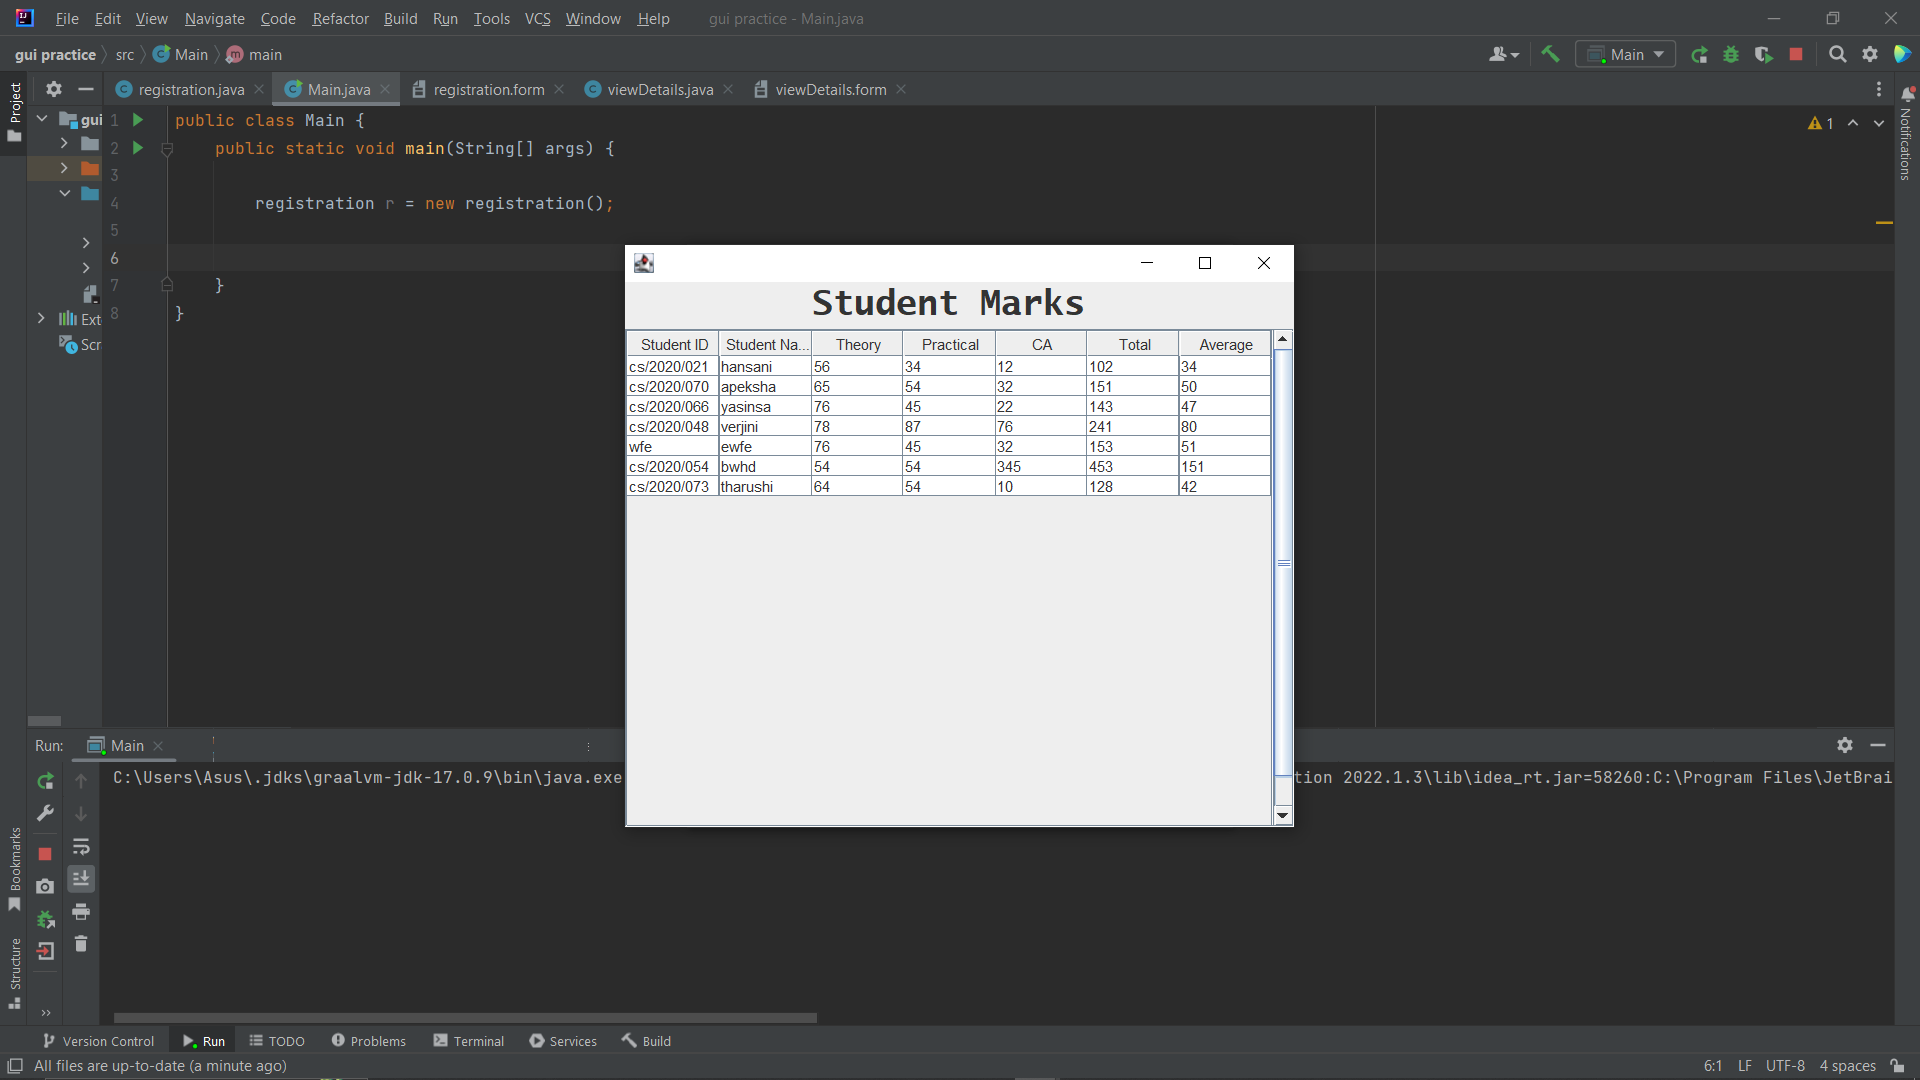 File Edit View Navigate Code Refactor Build Run Tools VCS Window Help gui practice - Main.java
gui practice src Main main
Main
registration.java Main.java registration.form viewDetails.java viewDetails.form
Project
Notifications
gui
Ext
Scr
1 public class Main {
2 public static void main(String[] args) {
3
4 registration r = new registration();
5
6
7 }
8 }
1
Student Marks
Student ID Student Na... Theory Practical CA Total Average
cs/2020/021 hansani 56 34 12 102 34
cs/2020/070 apeksha 65 54 32 151 50
cs/2020/066 yasinsa 76 45 22 143 47
cs/2020/048 verjini 78 87 76 241 80
wfe ewfe 76 45 32 153 51
cs/2020/054 bwhd 54 54 345 453 151
cs/2020/073 tharushi 64 54 10 128 42
Run: Main
C:\Users\Asus\.jdks\graalvm-jdk-17.0.9\bin\java.exe tion 2022.1.3\lib\idea_rt.jar=58260:C:\Program Files\JetBrai
Bookmarks
Structure
Version Control Run TODO Problems Terminal Services Build
All files are up-to-date (a minute ago) 6:1 LF UTF-8 4 spaces